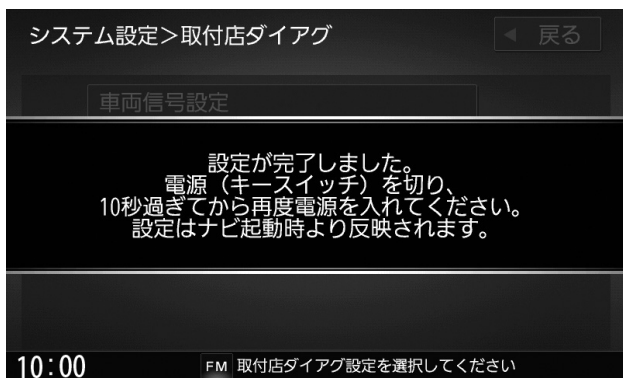 システム設定＞取付店ダイアグ
戻る
車両信号設定
設定が完了しました。
電源（キースイッチ）を切り、
10秒過ぎてから再度電源を入れてください。
設定はナビ起動時より反映されます。
10:00
FM 取付店ダイアグ設定を選択してください